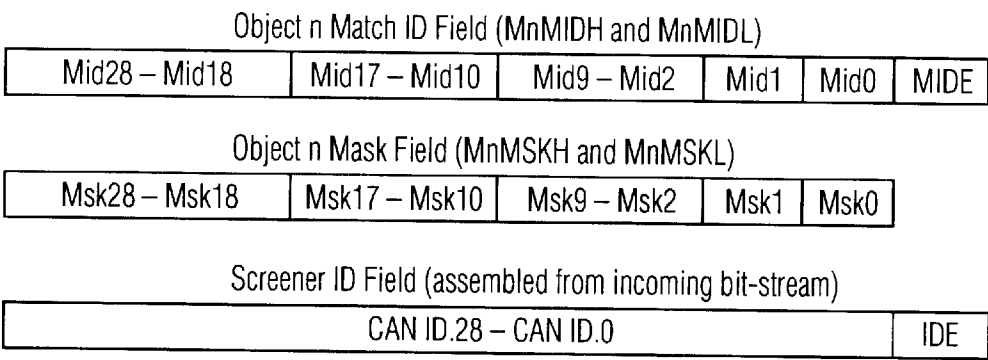 Object n Match ID Field (MnMIDH and MnMIDL)
Mid28 – Mid18 Mid17 – Mid10 Mid9 – Mid2 Mid1 Mid0 MIDE
Object n Mask Field (MnMSKH and MnMSKL)
Msk28 – Msk18 Msk17 – Msk10 Msk9 – Msk2 Msk1 Msk0
Screener ID Field (assembled from incoming bit-stream)
CAN ID.28 – CAN ID.0 IDE